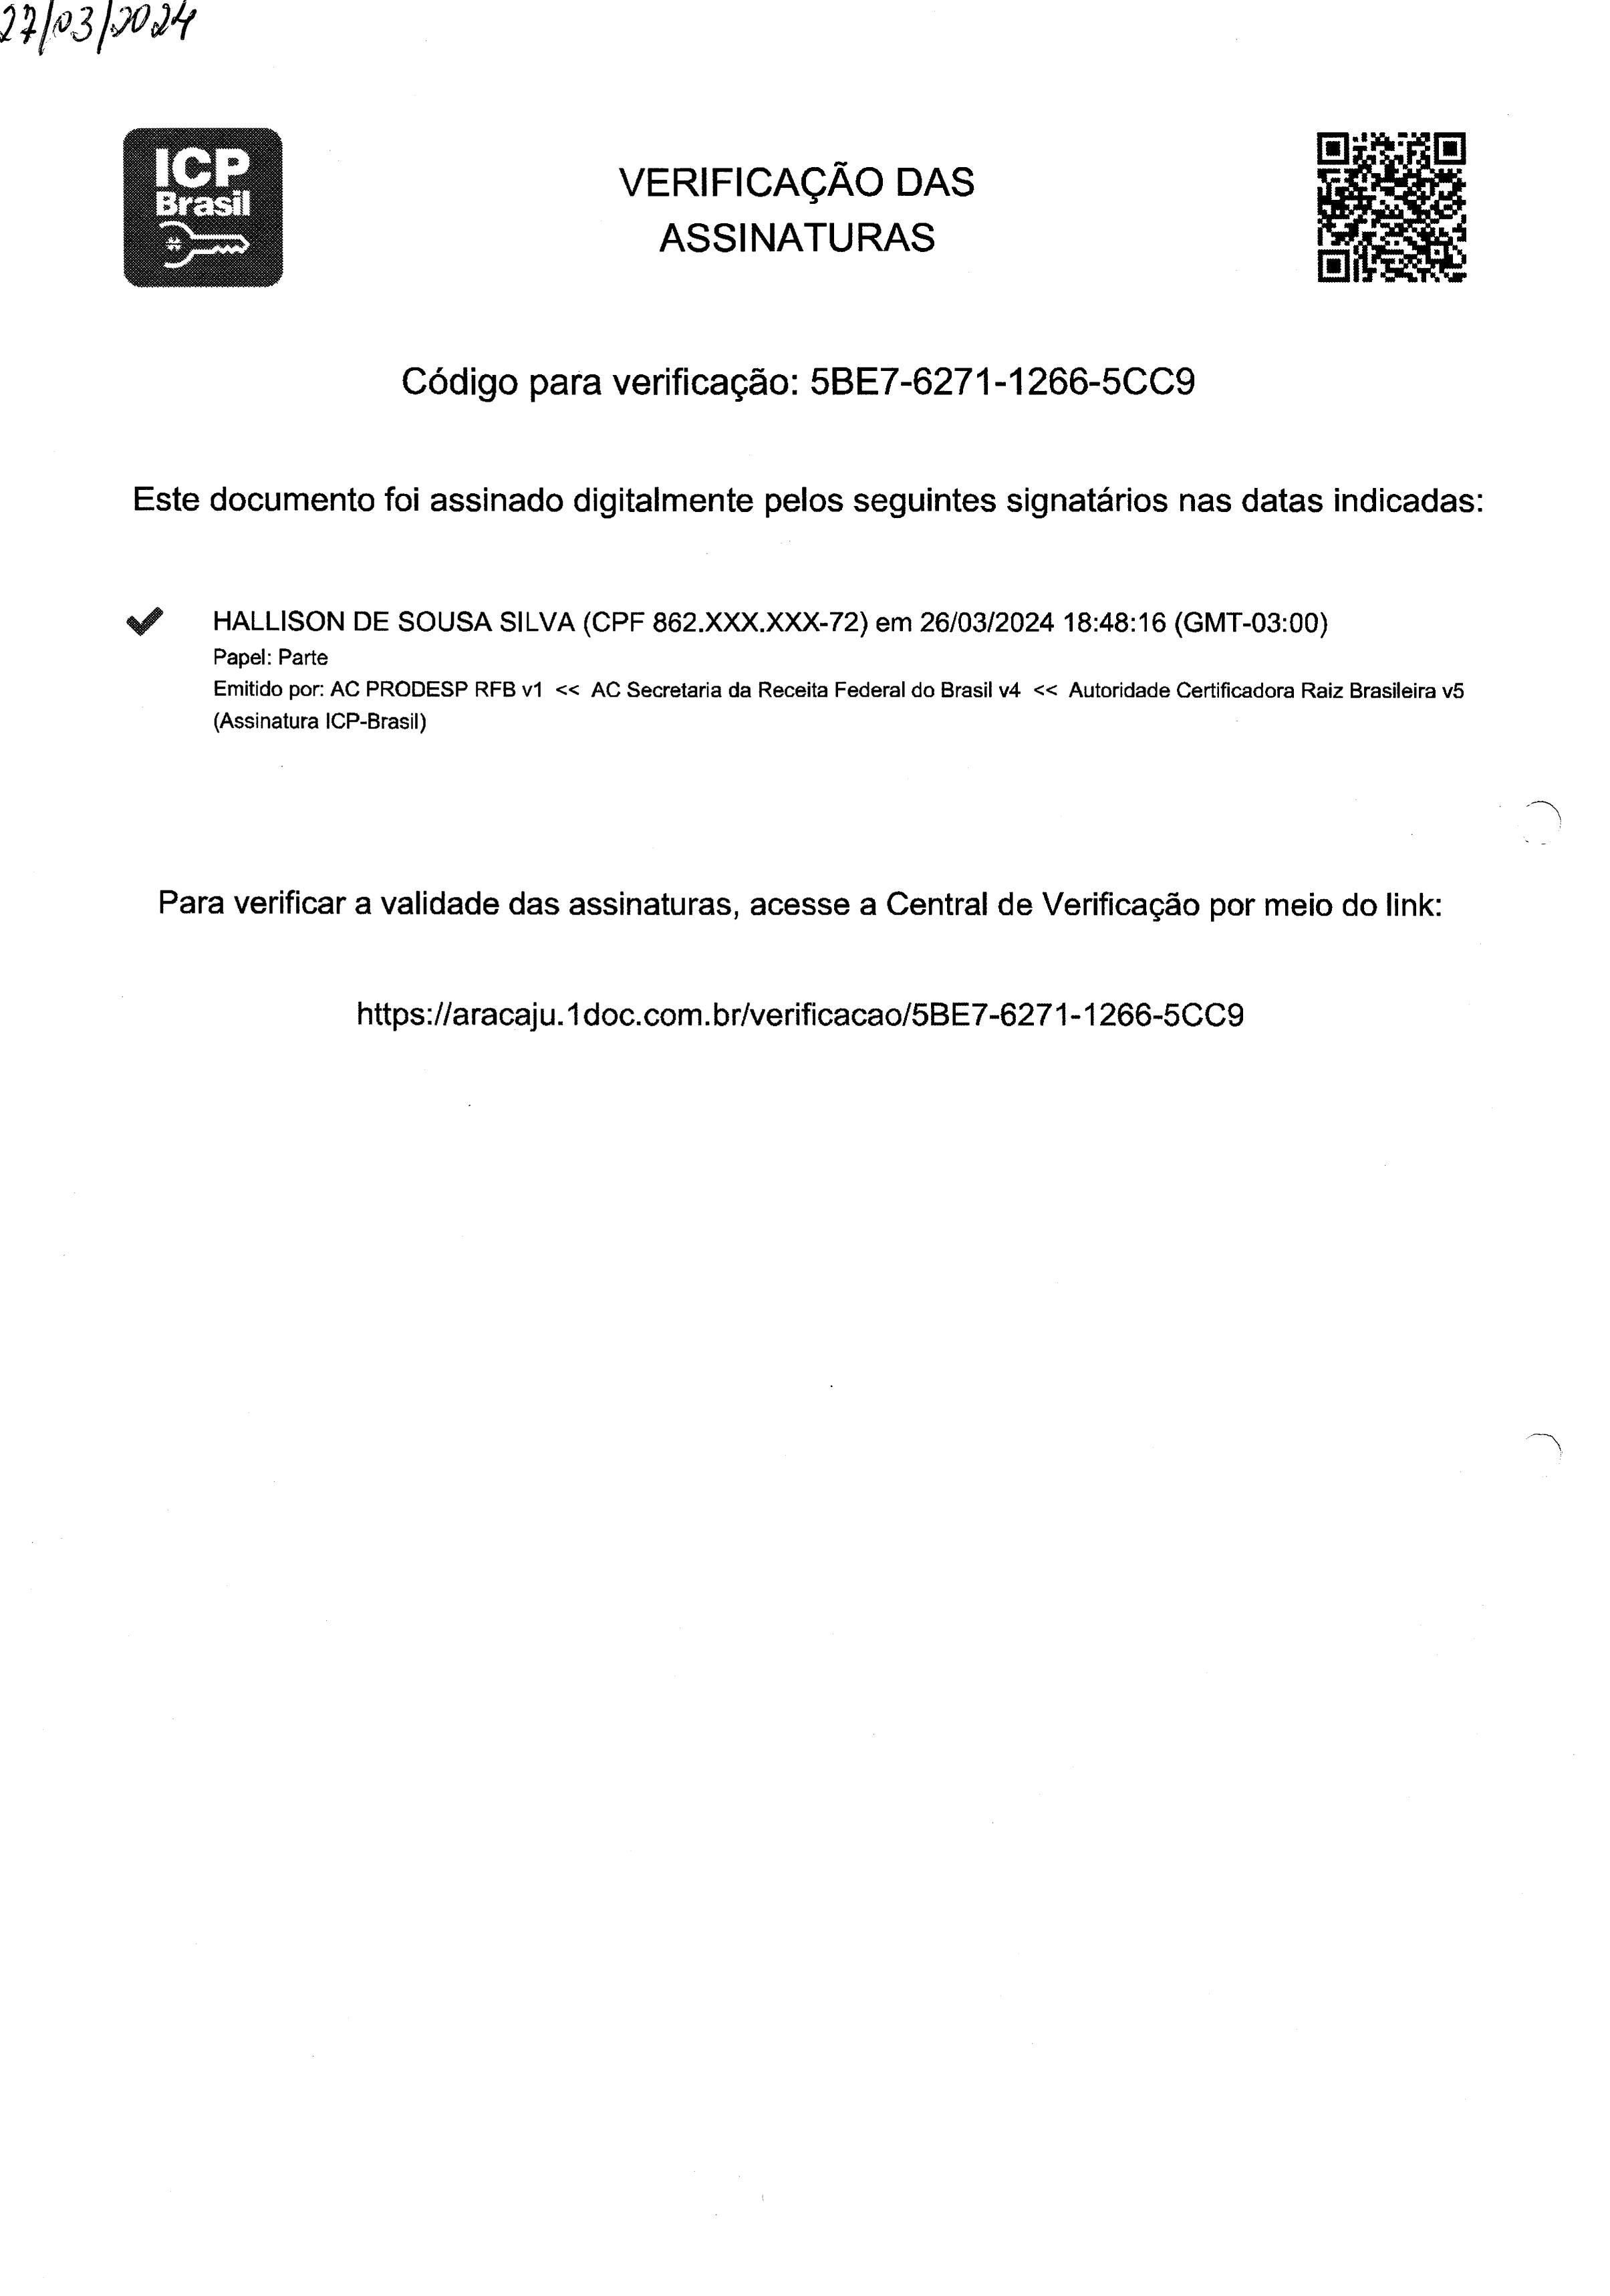 27/03/2024
ICP
Brasil
VERIFICAÇÃO DAS
ASSINATURAS
Código para verificação: 5BE7-6271-1266-5CC9
Este documento foi assinado digitalmente pelos seguintes signatários nas datas indicadas:
HALLISON DE SOUSA SILVA (CPF 862.XXX.XXX-72) em 26/03/2024 18:48:16 (GMT-03:00)
Papel: Parte
Emitido por: AC PRODESP RFB v1 << AC Secretaria da Receita Federal do Brasil v4 << Autoridade Certificadora Raiz Brasileira v5
(Assinatura ICP-Brasil)
Para verificar a validade das assinaturas, acesse a Central de Verificação por meio do link:
https://aracaju.1doc.com.br/verificacao/5BE7-6271-1266-5CC9